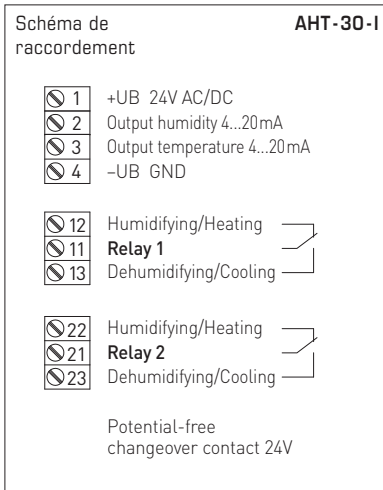 Schéma de raccordement
AHT-30-I
1 +UB 24V AC/DC
2 Output humidity 4...20mA
3 Output temperature 4...20mA
4 –UB GND
12 Humidifying/Heating
11 Relay 1
13 Dehumidifying/Cooling
22 Humidifying/Heating
21 Relay 2
23 Dehumidifying/Cooling
Potential-free
changeover contact 24V